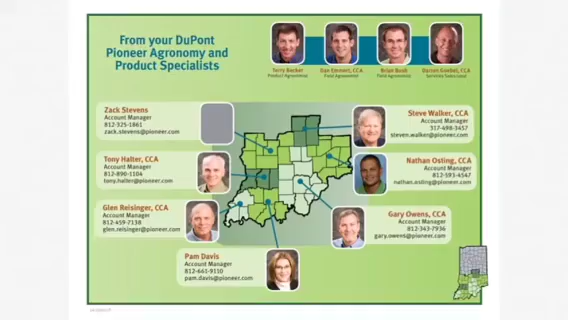 From your DuPont
Pioneer Agronomy and
Product Specialists
Terry Becker
Product Agronomist
Dan Emmert, CCA
Field Agronomist
Brian Bush
Field Agronomist
Darren Goebel, CCA
Zack Stevens
Account Manager
812-325-1861
zack.stevens@pioneer.com
Steve Walker, CCA
Account Manager
317-498-3457
steven.walker@pioneer.com
Tony Halter, CCA
Account Manager
812-890-1104
tony.halter@pioneer.com
Nathan Osting, CCA
Account Manager
812-593-4547
nathan.osting@pioneer.com
Glen Reisinger, CCA
Account Manager
812-459-7138
glen.reisinger@pioneer.com
Gary Owens, CCA
Account Manager
812-343-7936
gary.owens@pioneer.com
Pam Davis
Account Manager
812-661-9110
pam.davis@pioneer.com